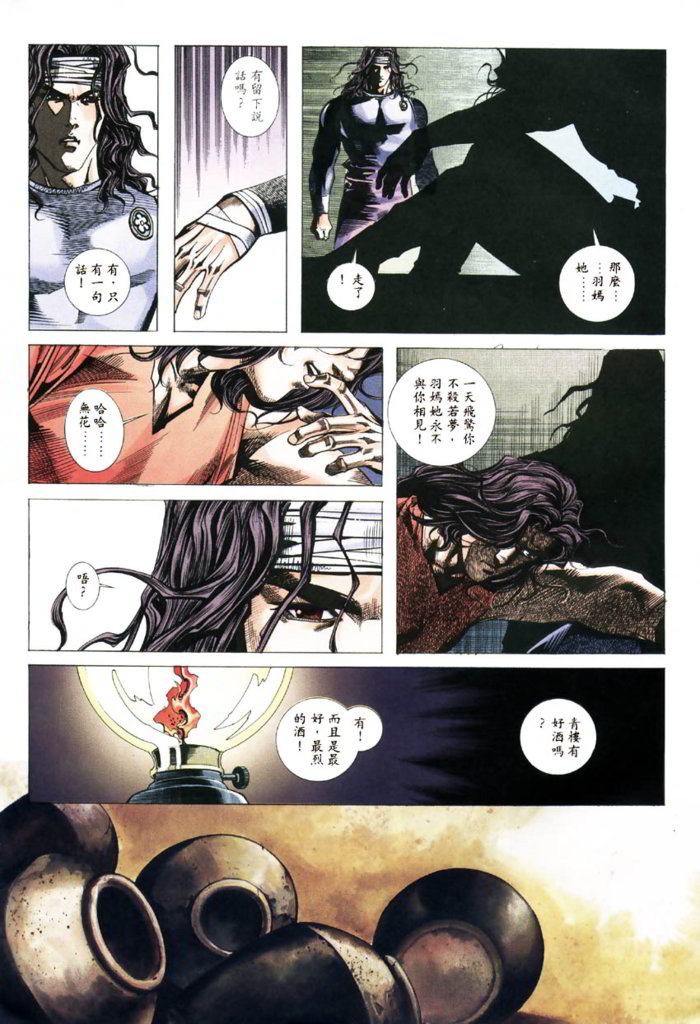 那麼…
…羽媽
她……
走了
！
有留下說
話嗎？
有，只
有一句
話！
一天飛驚你
不殺若夢，
羽媽她永不
與你相見！
哈哈……
無花……
唔？
青樓有
好酒嗎
？
有！
而且是最
好，最烈
的酒！